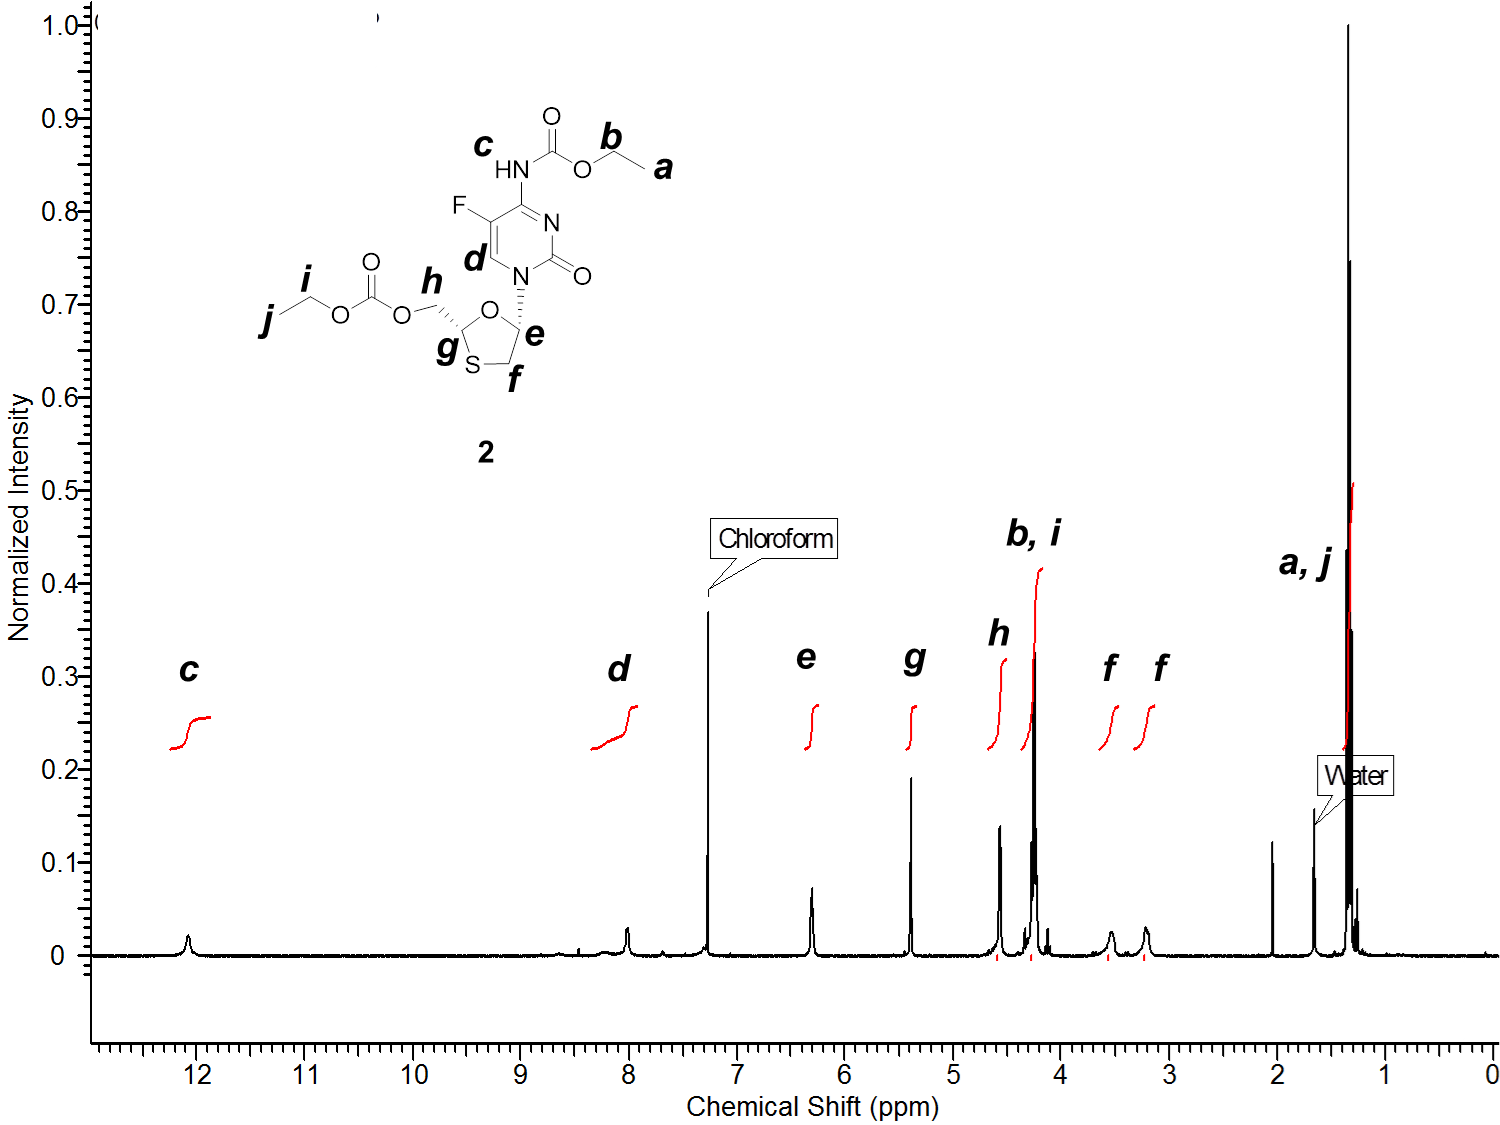 1.0
0.9
0.8
0.7
0.6
0.5
0.4
0.3
0.2
0.1
0
Normalized Intensity
O
c
b
HN
O
a
F
N
d
O
i
h
N
O
j
O
O
O
g
e
S
f
2
Chloroform
b, i
a, j
h
c
d
e
g
f
f
Water
12
11
10
9
8
7
6
5
4
3
2
1
0
Chemical Shift (ppm)